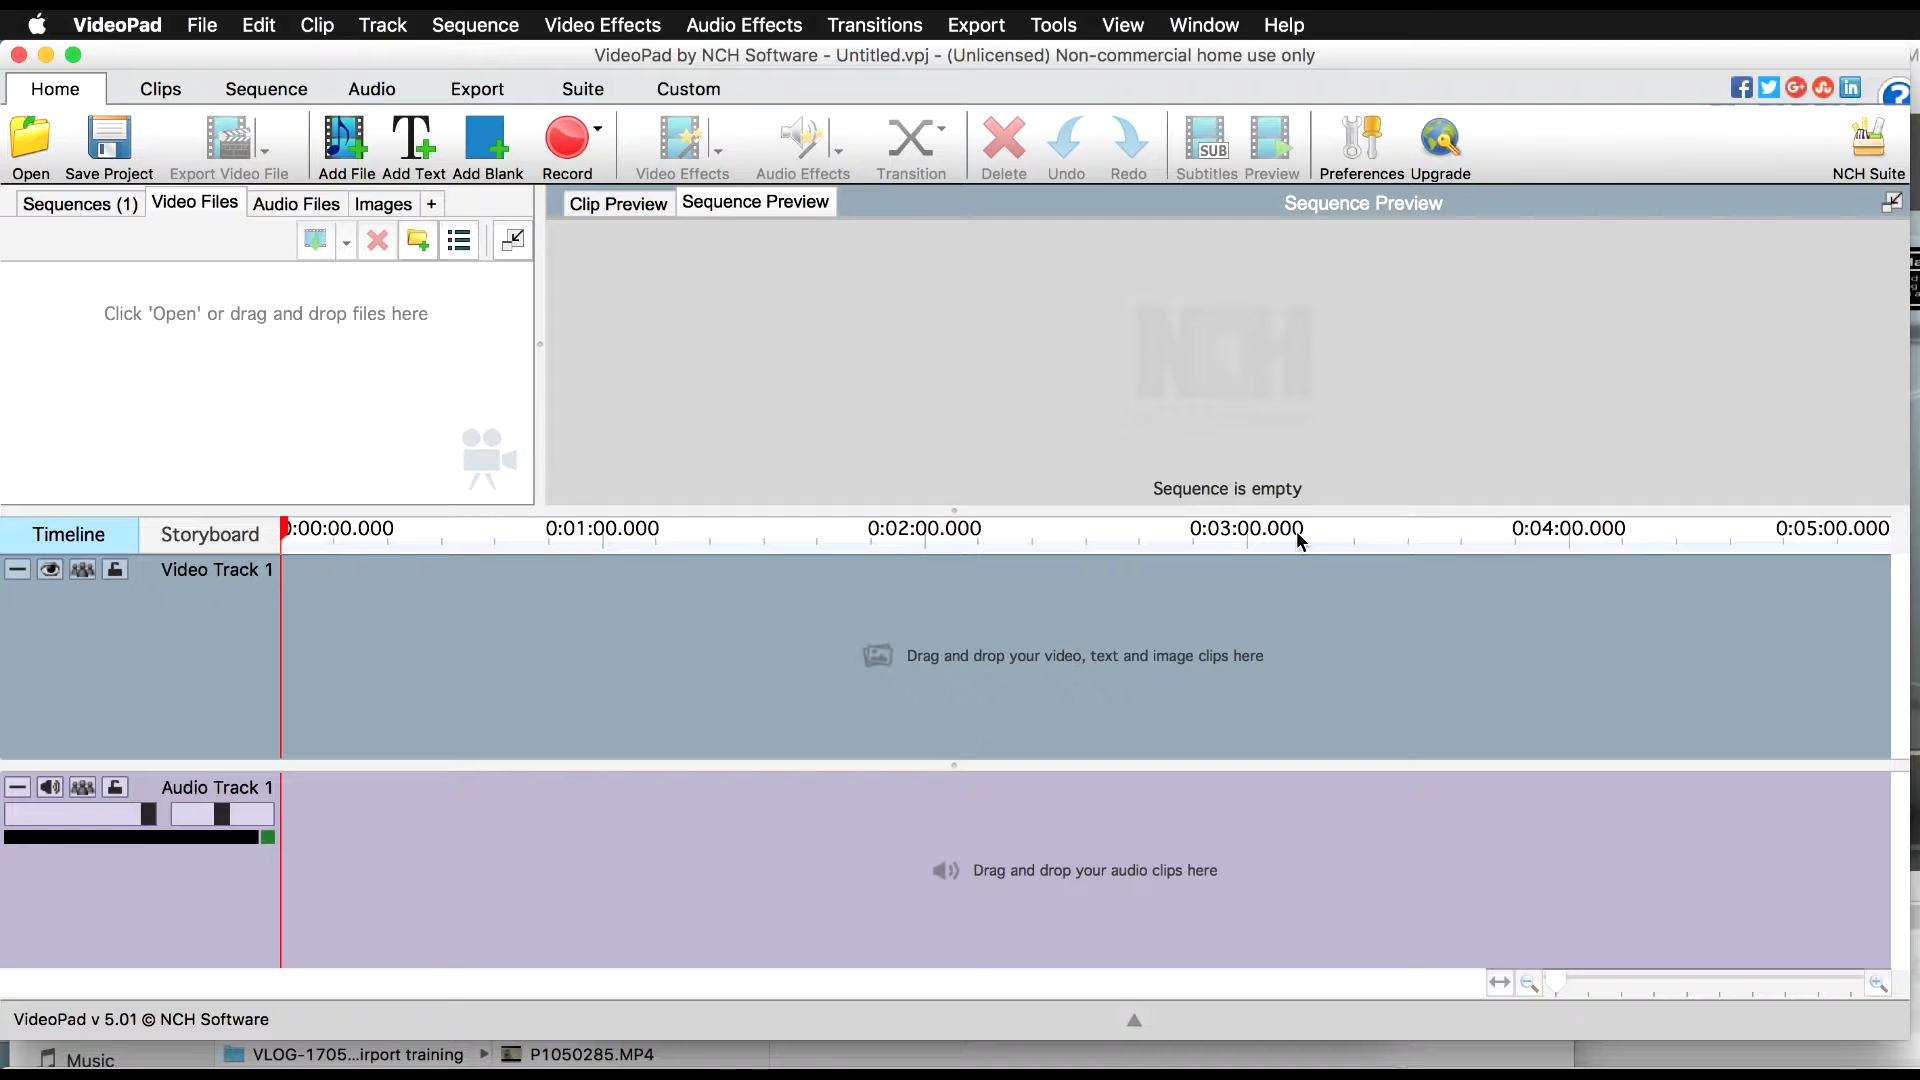 VideoPad File Edit Clip Track Sequence Video Effects Audio Effects Transitions Export Tools View Window Help
VideoPad by NCH Software - Untitled.vpj - (Unlicensed) Non-commercial home use only
Home Clips Sequence Audio Export Suite Custom
Open Save Project Export Video File Add File Add Text Add Blank Record Video Effects Audio Effects Transition Delete Undo Redo Subtitles Preview Preferences Upgrade NCH Suite
SUB
Sequences (1) Video Files Audio Files Images +
Clip Preview Sequence Preview Sequence Preview
Click 'Open' or drag and drop files here
NCH
Sequence is empty
Timeline Storyboard 0:00:00.000 0:01:00.000 0:02:00.000 0:03:00.000 0:04:00.000 0:05:00.000
Video Track 1
Drag and drop your video, text and image clips here
Audio Track 1
Drag and drop your audio clips here
VideoPad v 5.01 © NCH Software
Music VLOG-1705...irport training P1050285.MP4